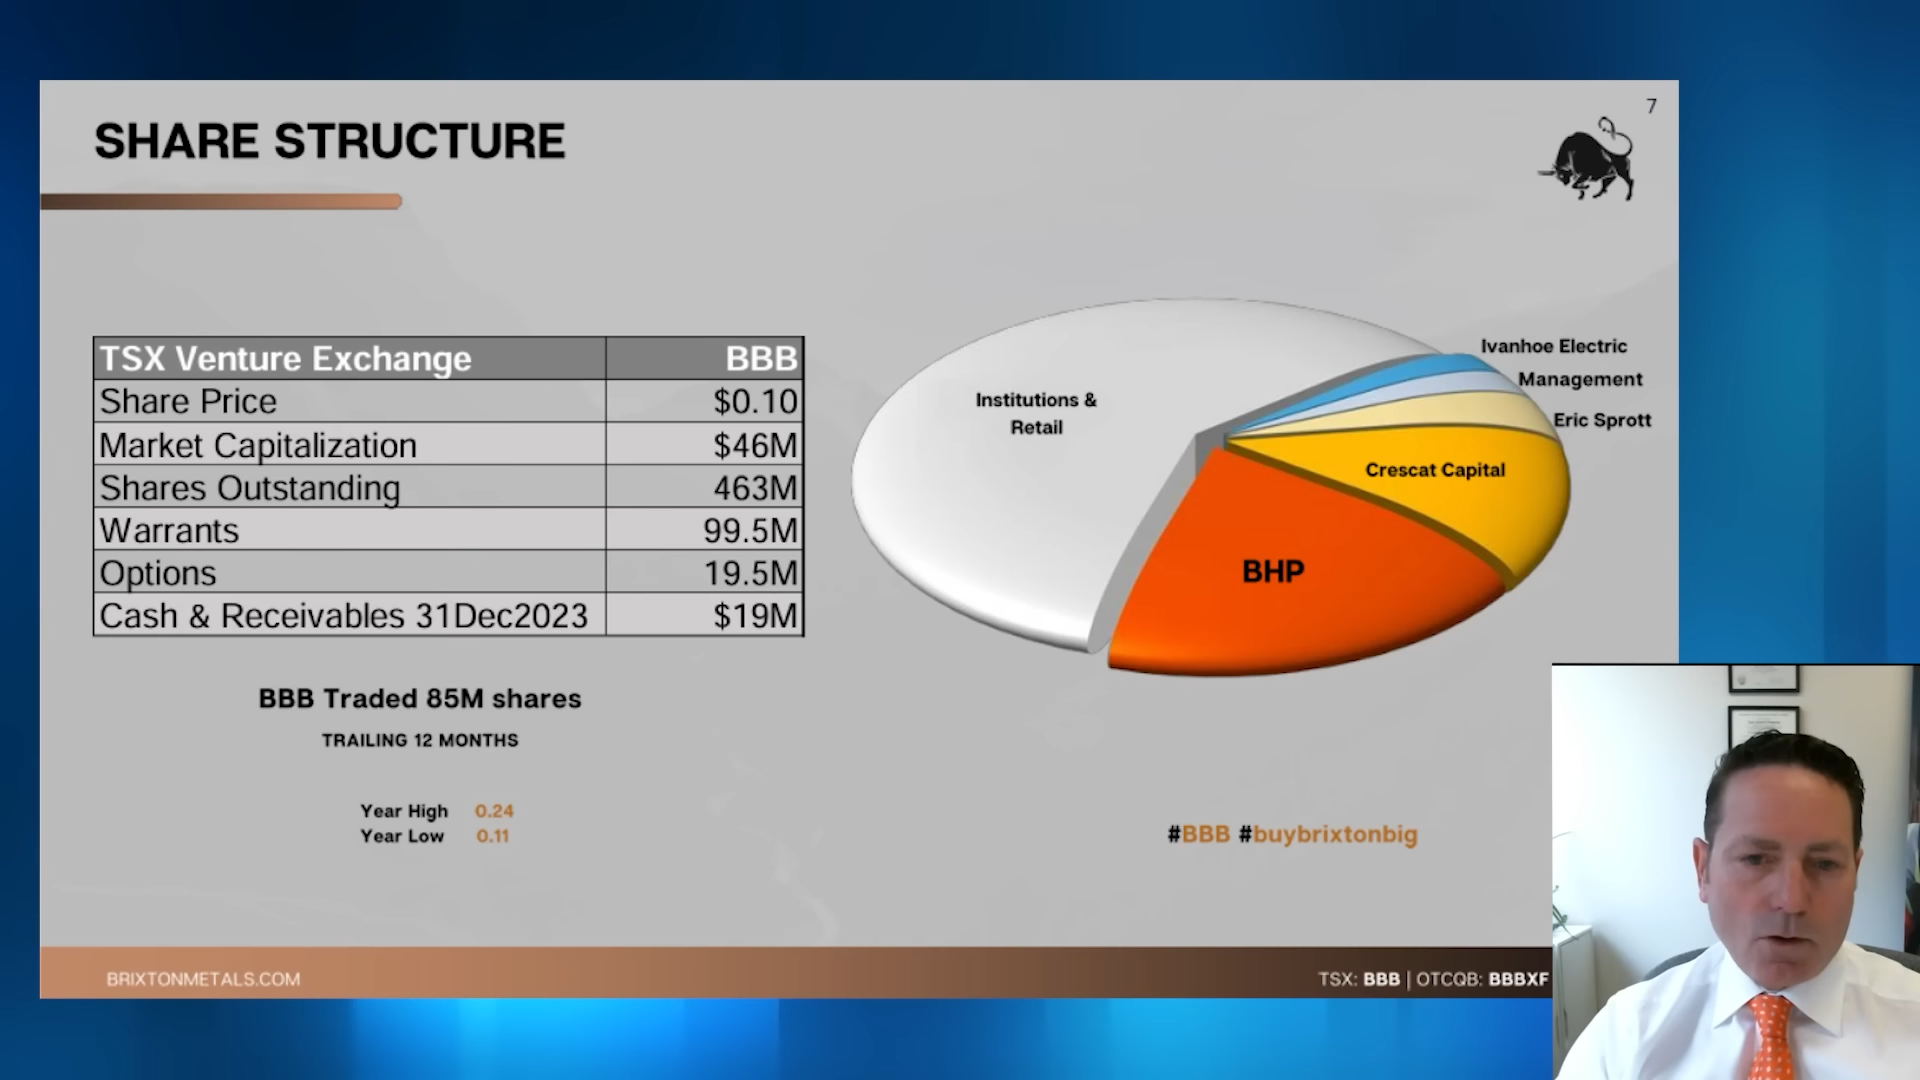 7
SHARE STRUCTURE
TSX Venture Exchange BBB
Share Price $0.10
Market Capitalization $46M
Shares Outstanding 463M
Warrants 99.5M
Options 19.5M
Cash & Receivables 31Dec2023 $19M
BBB Traded 85M shares
TRAILING 12 MONTHS
Year High 0.24
Year Low 0.11
Institutions &
Retail
Ivanhoe Electric
Management
Eric Sprott
Crescat Capital
BHP
#BBB #buybrixtonbig
BRIXTONMETALS.COM
TSX: BBB | OTCQB: BBBXF